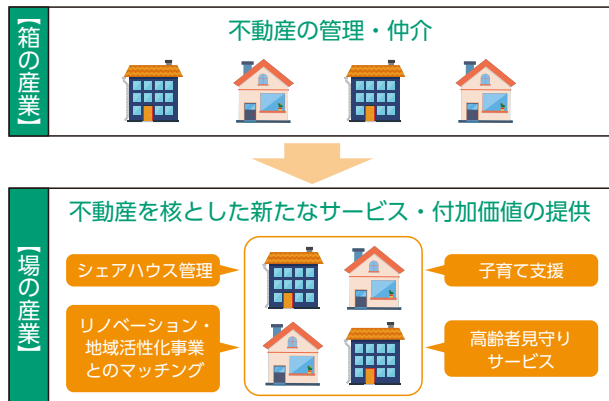 【箱の産業】
不動産の管理・仲介
【場の産業】
不動産を核とした新たなサービス・付加価値の提供
シェアハウス管理
子育て支援
リノベーション・
地域活性化事業
とのマッチング
高齢者見守り
サービス